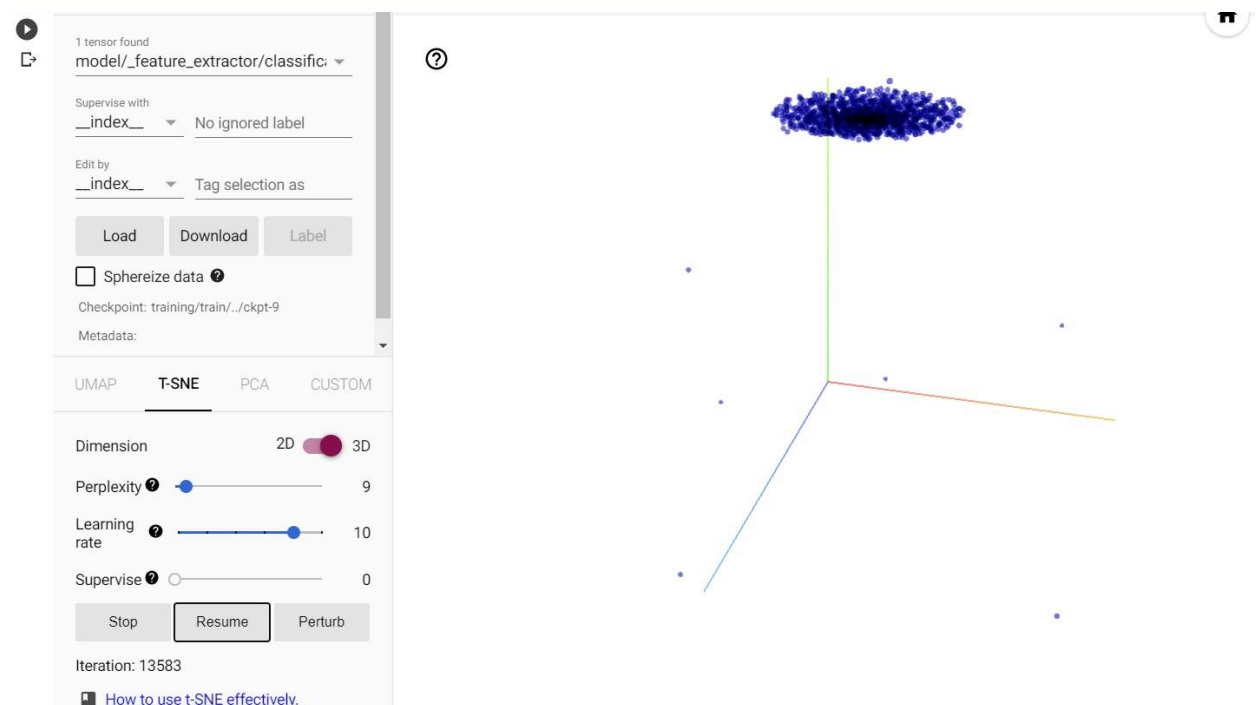 1 tensor found
model/_feature_extractor/classific
Supervise with
__index__
No ignored label
Edit by
__index__
Tag selection as
Load Download Label
Sphereize data
Checkpoint: training/train/../ckpt-9
Metadata:
UMAP T-SNE PCA CUSTOM
Dimension 2D 3D
Perplexity 9
Learning rate 10
Supervise 0
Stop Resume Perturb
Iteration: 13583
How to use t-SNE effectively.